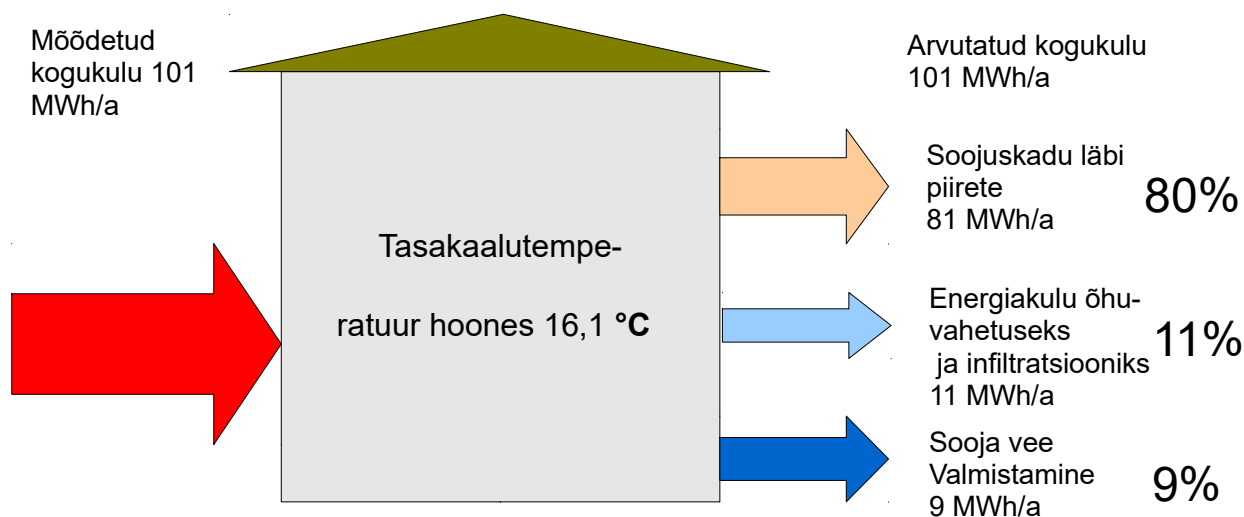 Mõõdetud
kogukulu 101
MWh/a
Tasakaalutempe-
ratuur hoones 16,1 °C
Arvutatud kogukulu
101 MWh/a
Soojuskadu läbi
piirete
81 MWh/a
80%
Energiakulu õhu-
vahetuseks
ja infiltratsiooniks
11 MWh/a
11%
Sooja vee
Valmistamine
9 MWh/a
9%